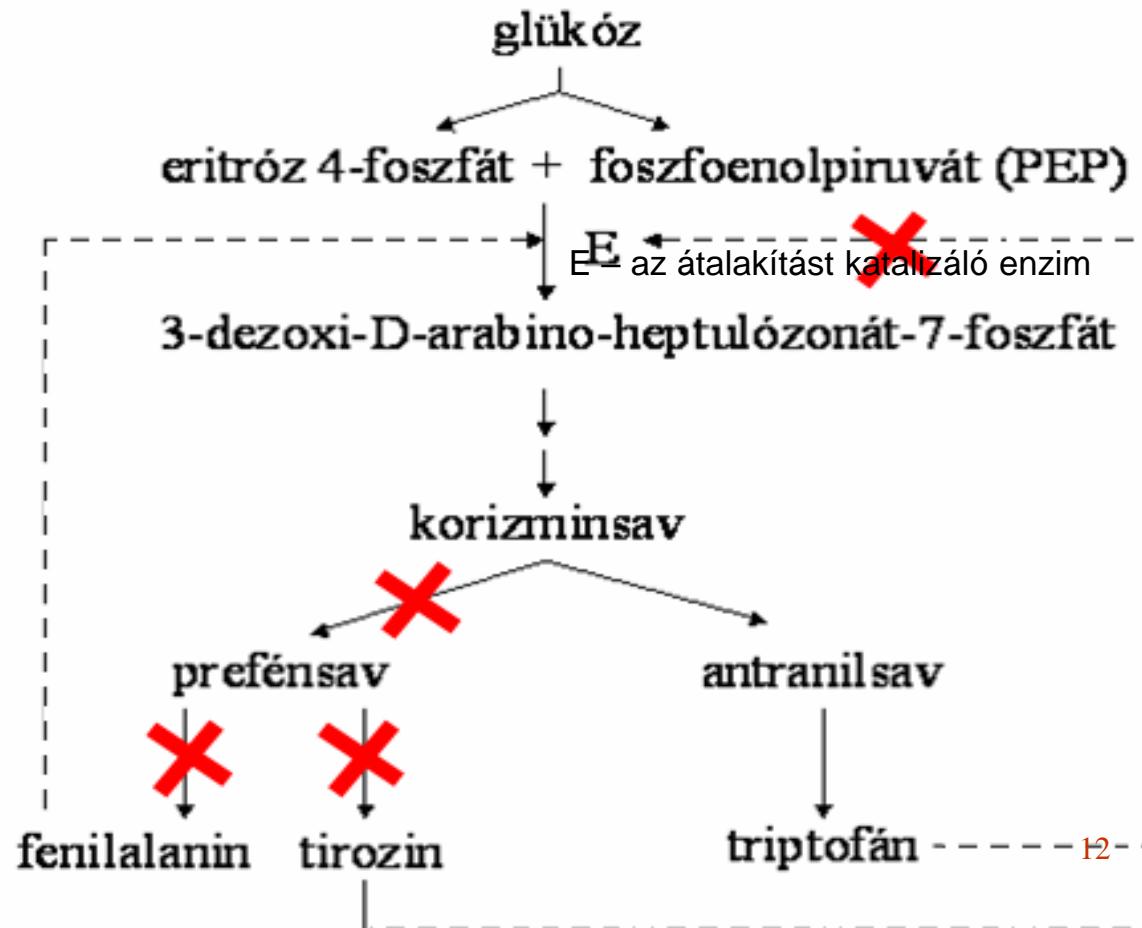 glükóz
eritróz 4-foszfát + foszfoenolpiruvát (PEP)
E
E – az átalakítást katalizáló enzim
3-dezoxi-D-arabino-heptulózonát-7-foszfát
korizminsav
prefénsav antranilsav
fenilalanin tirozin triptofán 12